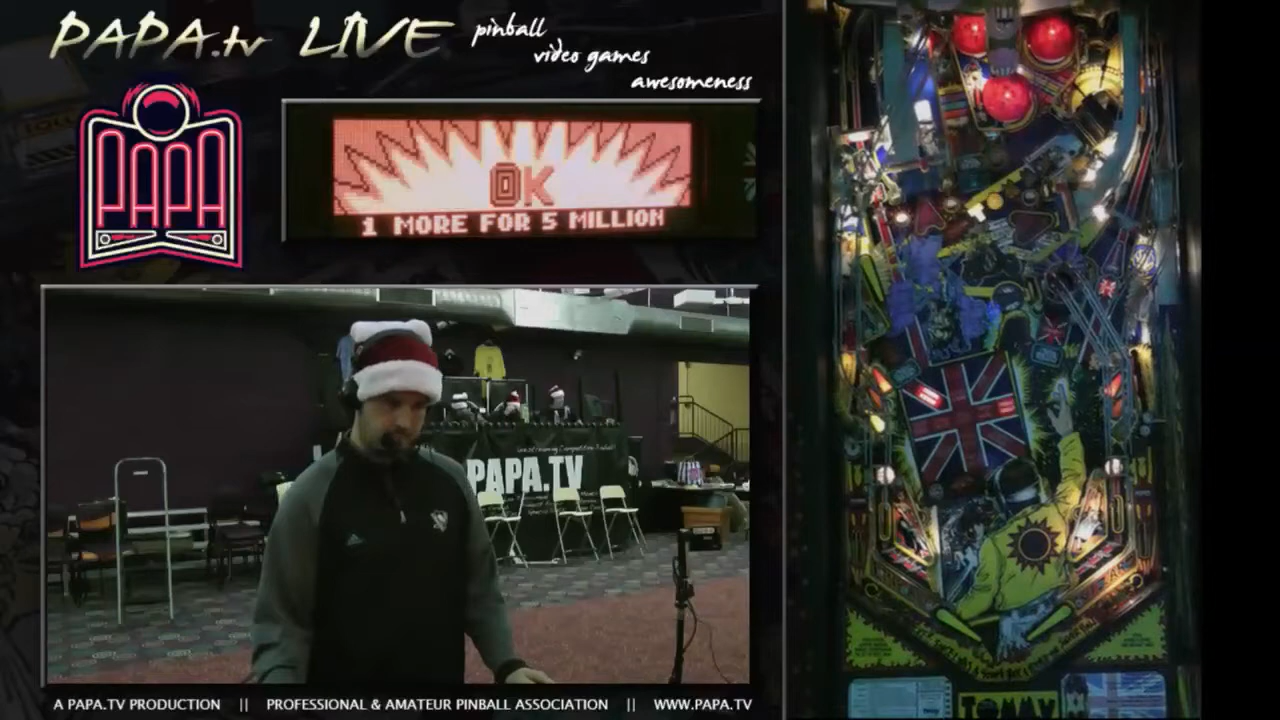 PAPA.tv LIVE
pinball
video games
awesomeness
PAPA
OK
1 MORE FOR 5 MILLION
PAPA.TV
TOMMY
A PAPA.TV PRODUCTION || PROFESSIONAL & AMATEUR PINBALL ASSOCIATION || WWW.PAPA.TV